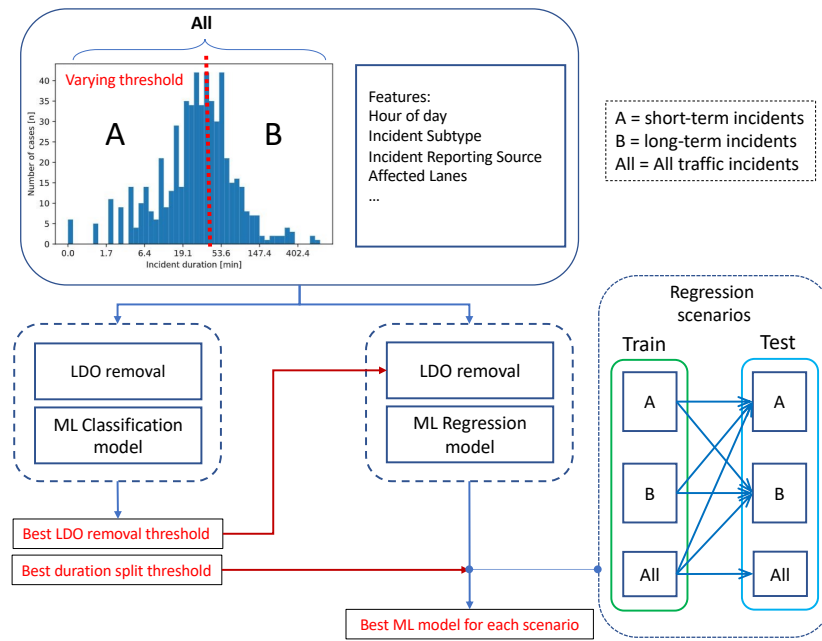 All
Varying threshold
A
B
Number of cases [n]
40
35
30
25
20
15
10
5
0
0.0 1.7 6.4 19.1 53.6 147.4 402.4
Incident duration [min]
Features:
Hour of day
Incident Subtype
Incident Reporting Source
Affected Lanes
...
A = short-term incidents
B = long-term incidents
All = All traffic incidents
LDO removal
ML Classification
model
LDO removal
ML Regression
model
Best LDO removal threshold
Best duration split threshold
Best ML model for each scenario
Regression
scenarios
Train Test
A A
B B
All All